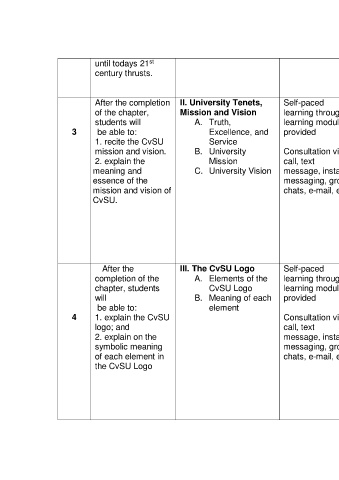 until todays 21st
century thrusts.
3
After the completion
of the chapter,
students will
be able to:
1. recite the CvSU
mission and vision.
2. explain the
meaning and
essence of the
mission and vision of
CvSU.
II. University Tenets,
Mission and Vision
A. Truth,
Excellence, and
Service
B. University
Mission
C. University Vision
Self-paced
learning throug
learning modul
provided
Consultation vi
call, text
message, insta
messaging, gro
chats, e-mail, e
4
After the
completion of the
chapter, students
will
be able to:
1. explain the CvSU
logo; and
2. explain on the
symbolic meaning
of each element in
the CvSU Logo
III. The CvSU Logo
A. Elements of the
CvSU Logo
B. Meaning of each
element
Self-paced
learning throug
learning modul
provided
Consultation vi
call, text
message, insta
messaging, gro
chats, e-mail, e